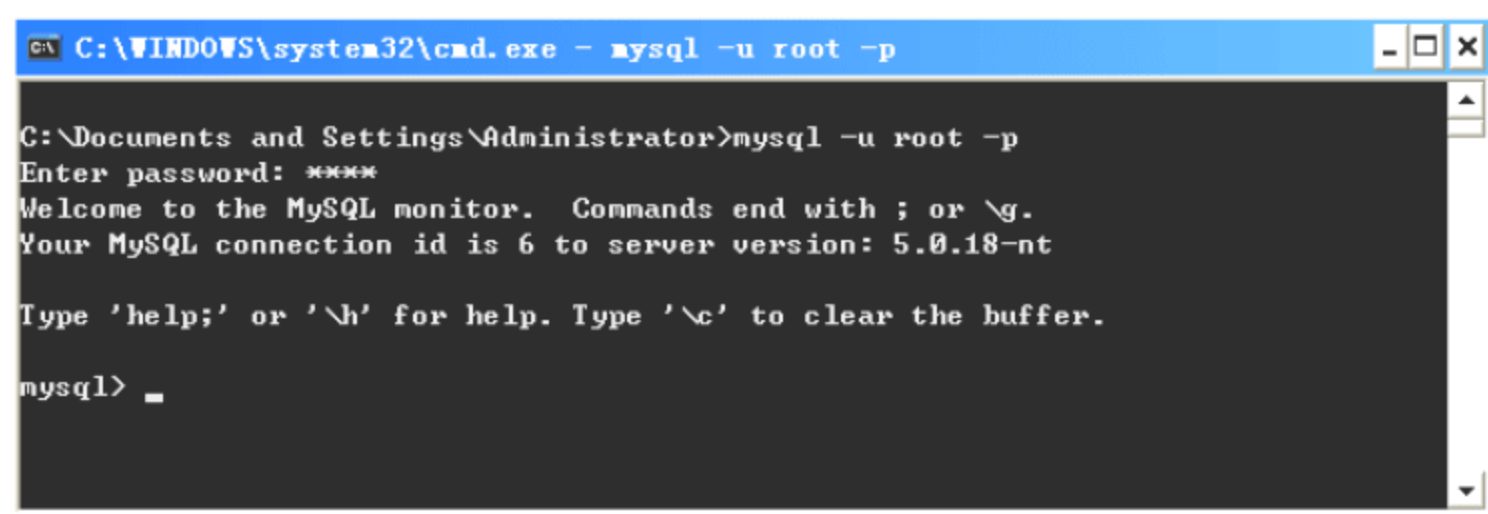 C:\WINDOWS\system32\cmd.exe - mysql -u root -p
C:\Documents and Settings\Administrator>mysql -u root -p
Enter password: ****
Welcome to the MySQL monitor.  Commands end with ; or \g.
Your MySQL connection id is 6 to server version: 5.0.18-nt
Type 'help;' or '\h' for help. Type '\c' to clear the buffer.
mysql> _